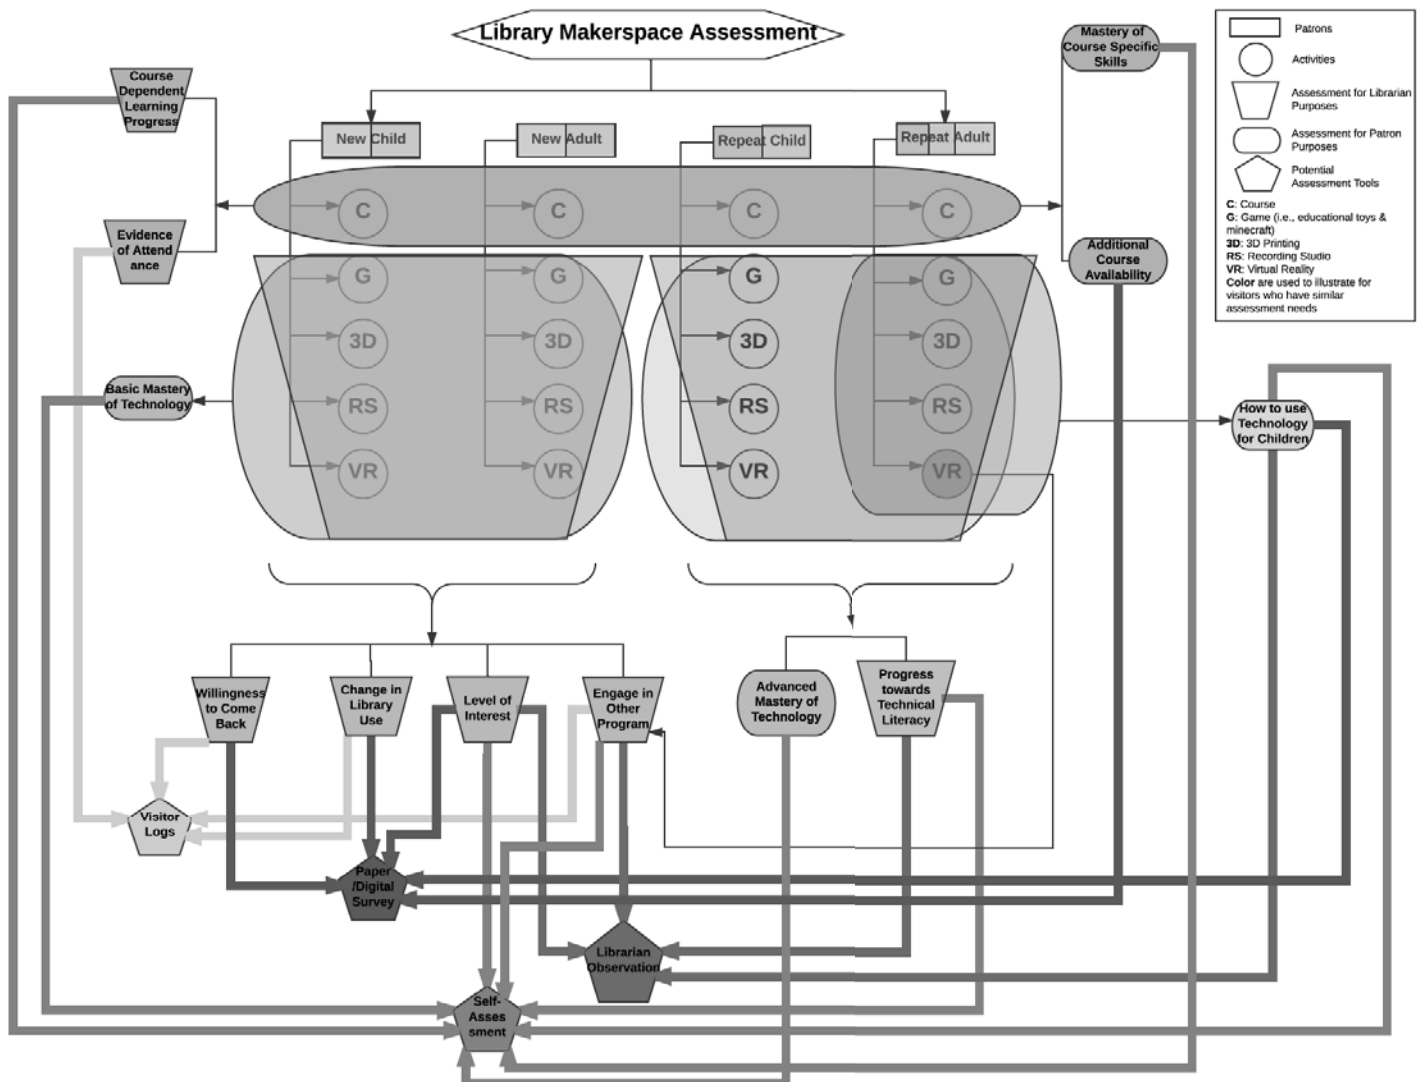 Library Makerspace Assessment
Mastery of
Course Specific
Skills
Patrons
Activities
Assessment for Librarian
Purposes
Assessment for Patron
Purposes
Potential
Assessment Tools
C: Course
G: Game (i.e., educational toys &
minecraft)
3D: 3D Printing
RS: Recording Studio
VR: Virtual Reality
Color are used to illustrate for
visitors who have similar
assessment needs
Course
Dependent
Learning
Progress
New Child
New Adult
Repeat Child
Repeat Adult
C
C
C
C
Evidence
of Attend
ance
Additional
Course
Availability
G
G
G
G
3D
3D
3D
3D
Basic Mastery
of Technology
RS
RS
RS
RS
How to use
Technology
for Children
VR
VR
VR
VR
Willingness
to Come
Back
Change in
Library
Use
Level of
Interest
Engage in
Other
Program
Advanced
Mastery of
Technology
Progress
towards
Technical
Literacy
Visitor
Logs
Paper
/Digital
Survey
Librarian
Observation
Self-
Asses
sment